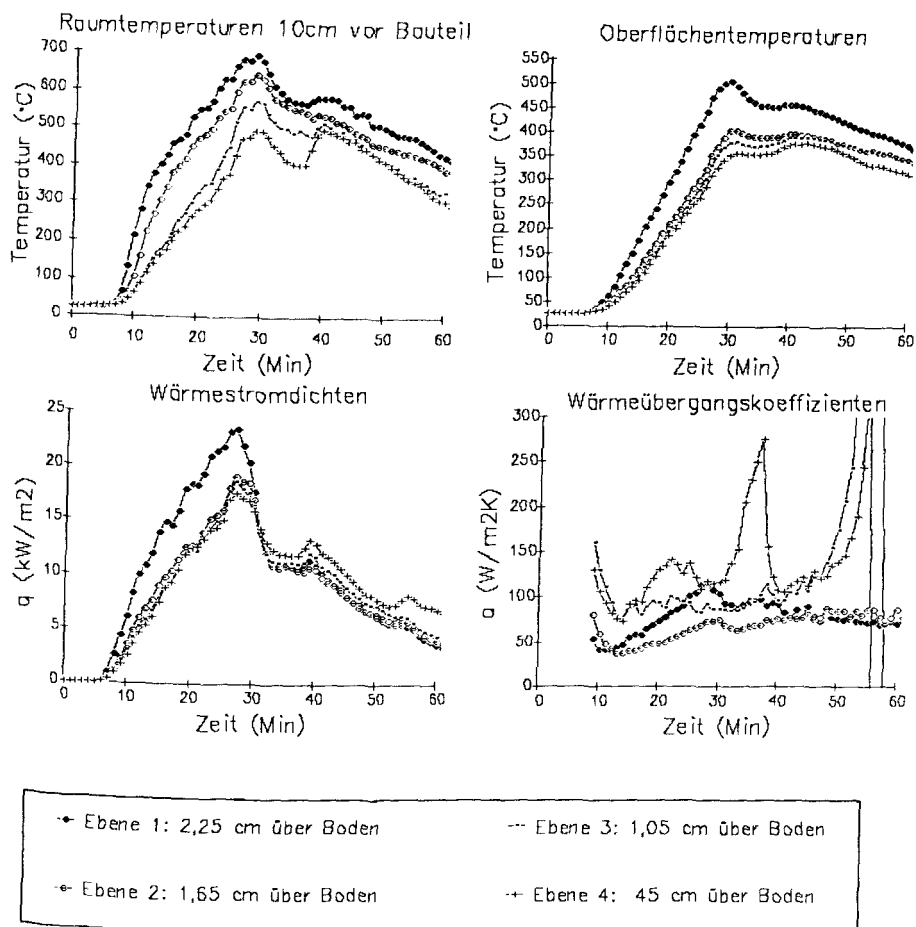 Raumtemperaturen 10cm vor Bauteil
700
600
500
400
300
200
100
0
Temperatur (°C)
0 10 20 30 40 50 60
Zeit (Min)
Oberflächentemperaturen
550
500
450
400
350
300
250
200
150
100
50
0
Temperatur (°C)
0 10 20 30 40 50 60
Zeit (Min)
Wärmestromdichten
25
20
15
10
5
0
q (kW/m2)
0 10 20 30 40 50 60
Zeit (Min)
Wärmeübergangskoeffizienten
300
250
200
150
100
50
0
α (W/m2K)
0 10 20 30 40 50 60
Zeit (Min)
Ebene 1: 2,25 cm über Boden
Ebene 3: 1,05 cm über Boden
Ebene 2: 1,65 cm über Boden
Ebene 4: 45 cm über Boden